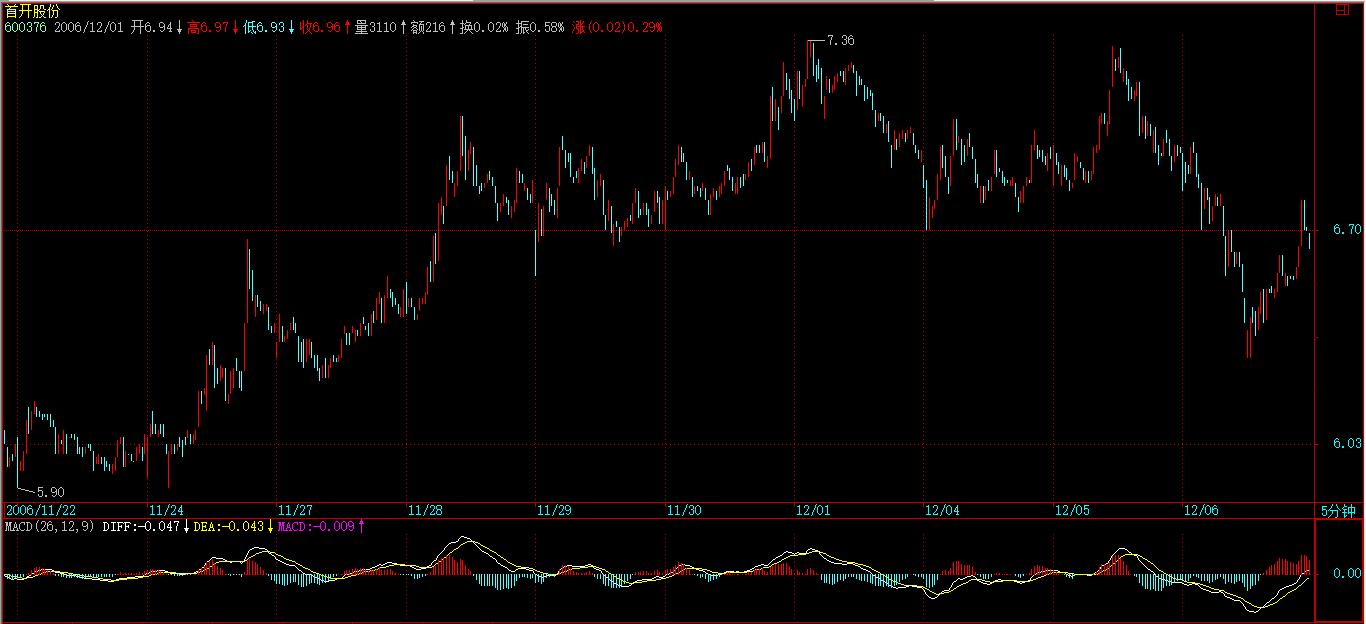 首开股份
600376 2006/12/01 开6.94↓高6.97↓低6.93↓收6.96↑量3110↑额216↑换0.02% 振0.58% 涨(0.02)0.29%
7.36
6.70
6.03
5.90
2006/11/22 11/24 11/27 11/28 11/29 11/30 12/01 12/04 12/05 12/06 5分钟
MACD(26,12,9) DIFF:-0.047↓DEA:-0.043↓MACD:-0.009↑
0.00